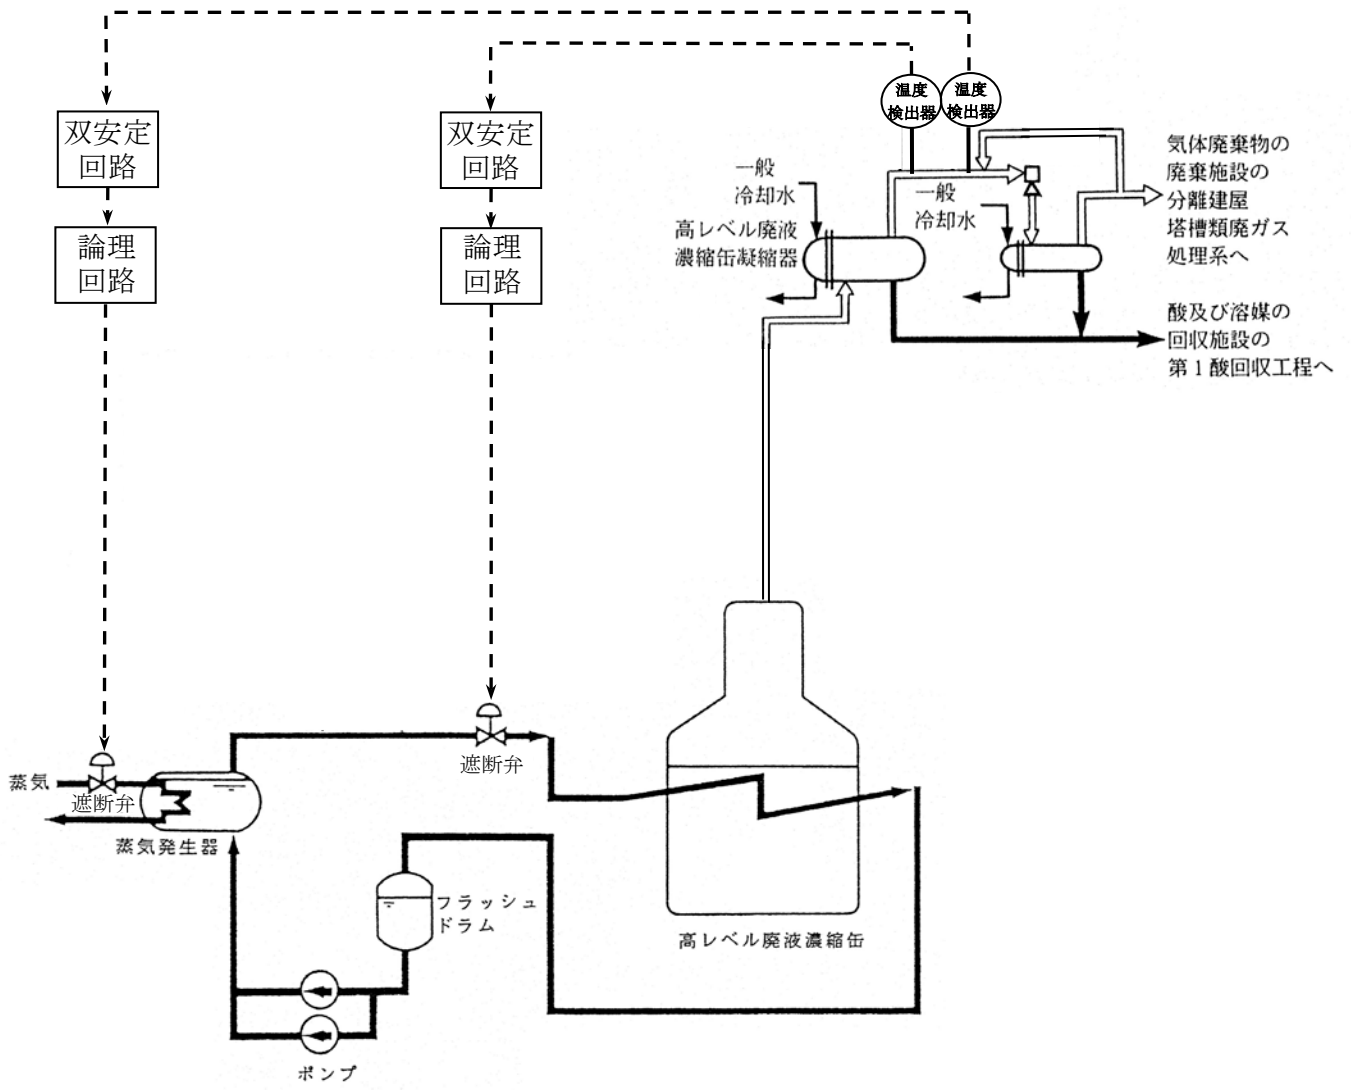 温度
検出器
温度
検出器
双安定
回路
双安定
回路
一般
冷却水
一般
冷却水
気体廃棄物の
廃棄施設の
分離建屋
塔槽類廃ガス
処理系へ
論理
回路
論理
回路
高レベル廃液
濃縮缶凝縮器
酸及び溶媒の
回収施設の
第1酸回収工程へ
蒸気
遮断弁
遮断弁
蒸気発生器
フラッシュ
ドラム
高レベル廃液濃縮缶
ポンプ